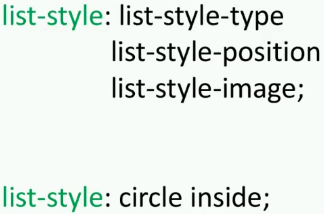 list-style: list-style-type
list-style-position
list-style-image;
list-style: circle inside;